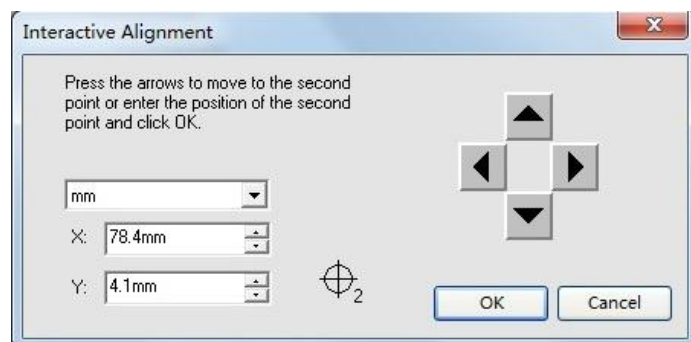 Interactive Alignment
Press the arrows to move to the second
point or enter the position of the second
point and click OK.
mm
X: 78.4mm
Y: 4.1mm
2
OK
Cancel